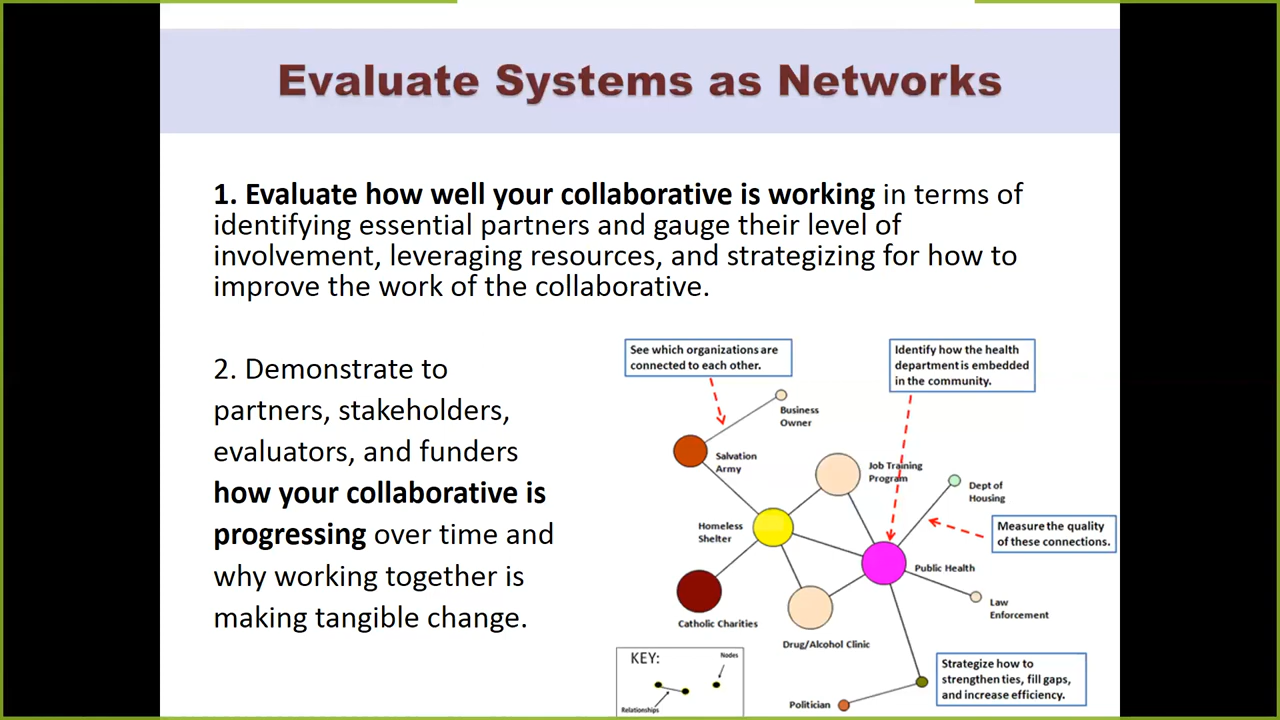 Evaluate Systems as Networks
1. Evaluate how well your collaborative is working in terms of
identifying essential partners and gauge their level of
involvement, leveraging resources, and strategizing for how to
improve the work of the collaborative.
2. Demonstrate to
partners, stakeholders,
evaluators, and funders
how your collaborative is
progressing over time and
why working together is
making tangible change.
See which organizations are
connected to each other.
Identify how the health
department is embedded
in the community.
Business
Owner
Salvation
Army
Job Training
Program
Dept of
Housing
Homeless
Shelter
Measure the quality
of these connections.
Public Health
Law
Enforcement
Catholic Charities
Drug/Alcohol Clinic
Strategize how to
strengthen ties, fill gaps,
and increase efficiency.
Politician
KEY:
Nodes
Relationships